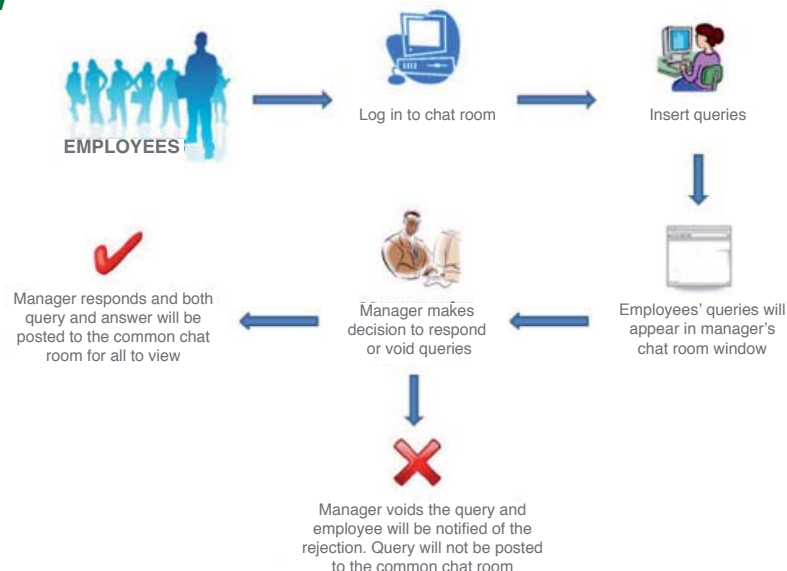 EMPLOYEES
Log in to chat room
Insert queries
Employees’ queries will
appear in manager’s
chat room window
Manager makes
decision to respond
or void queries
Manager responds and both
query and answer will be
posted to the common chat
room for all to view
Manager voids the query and
employee will be notified of the
rejection. Query will not be posted
to the common chat room